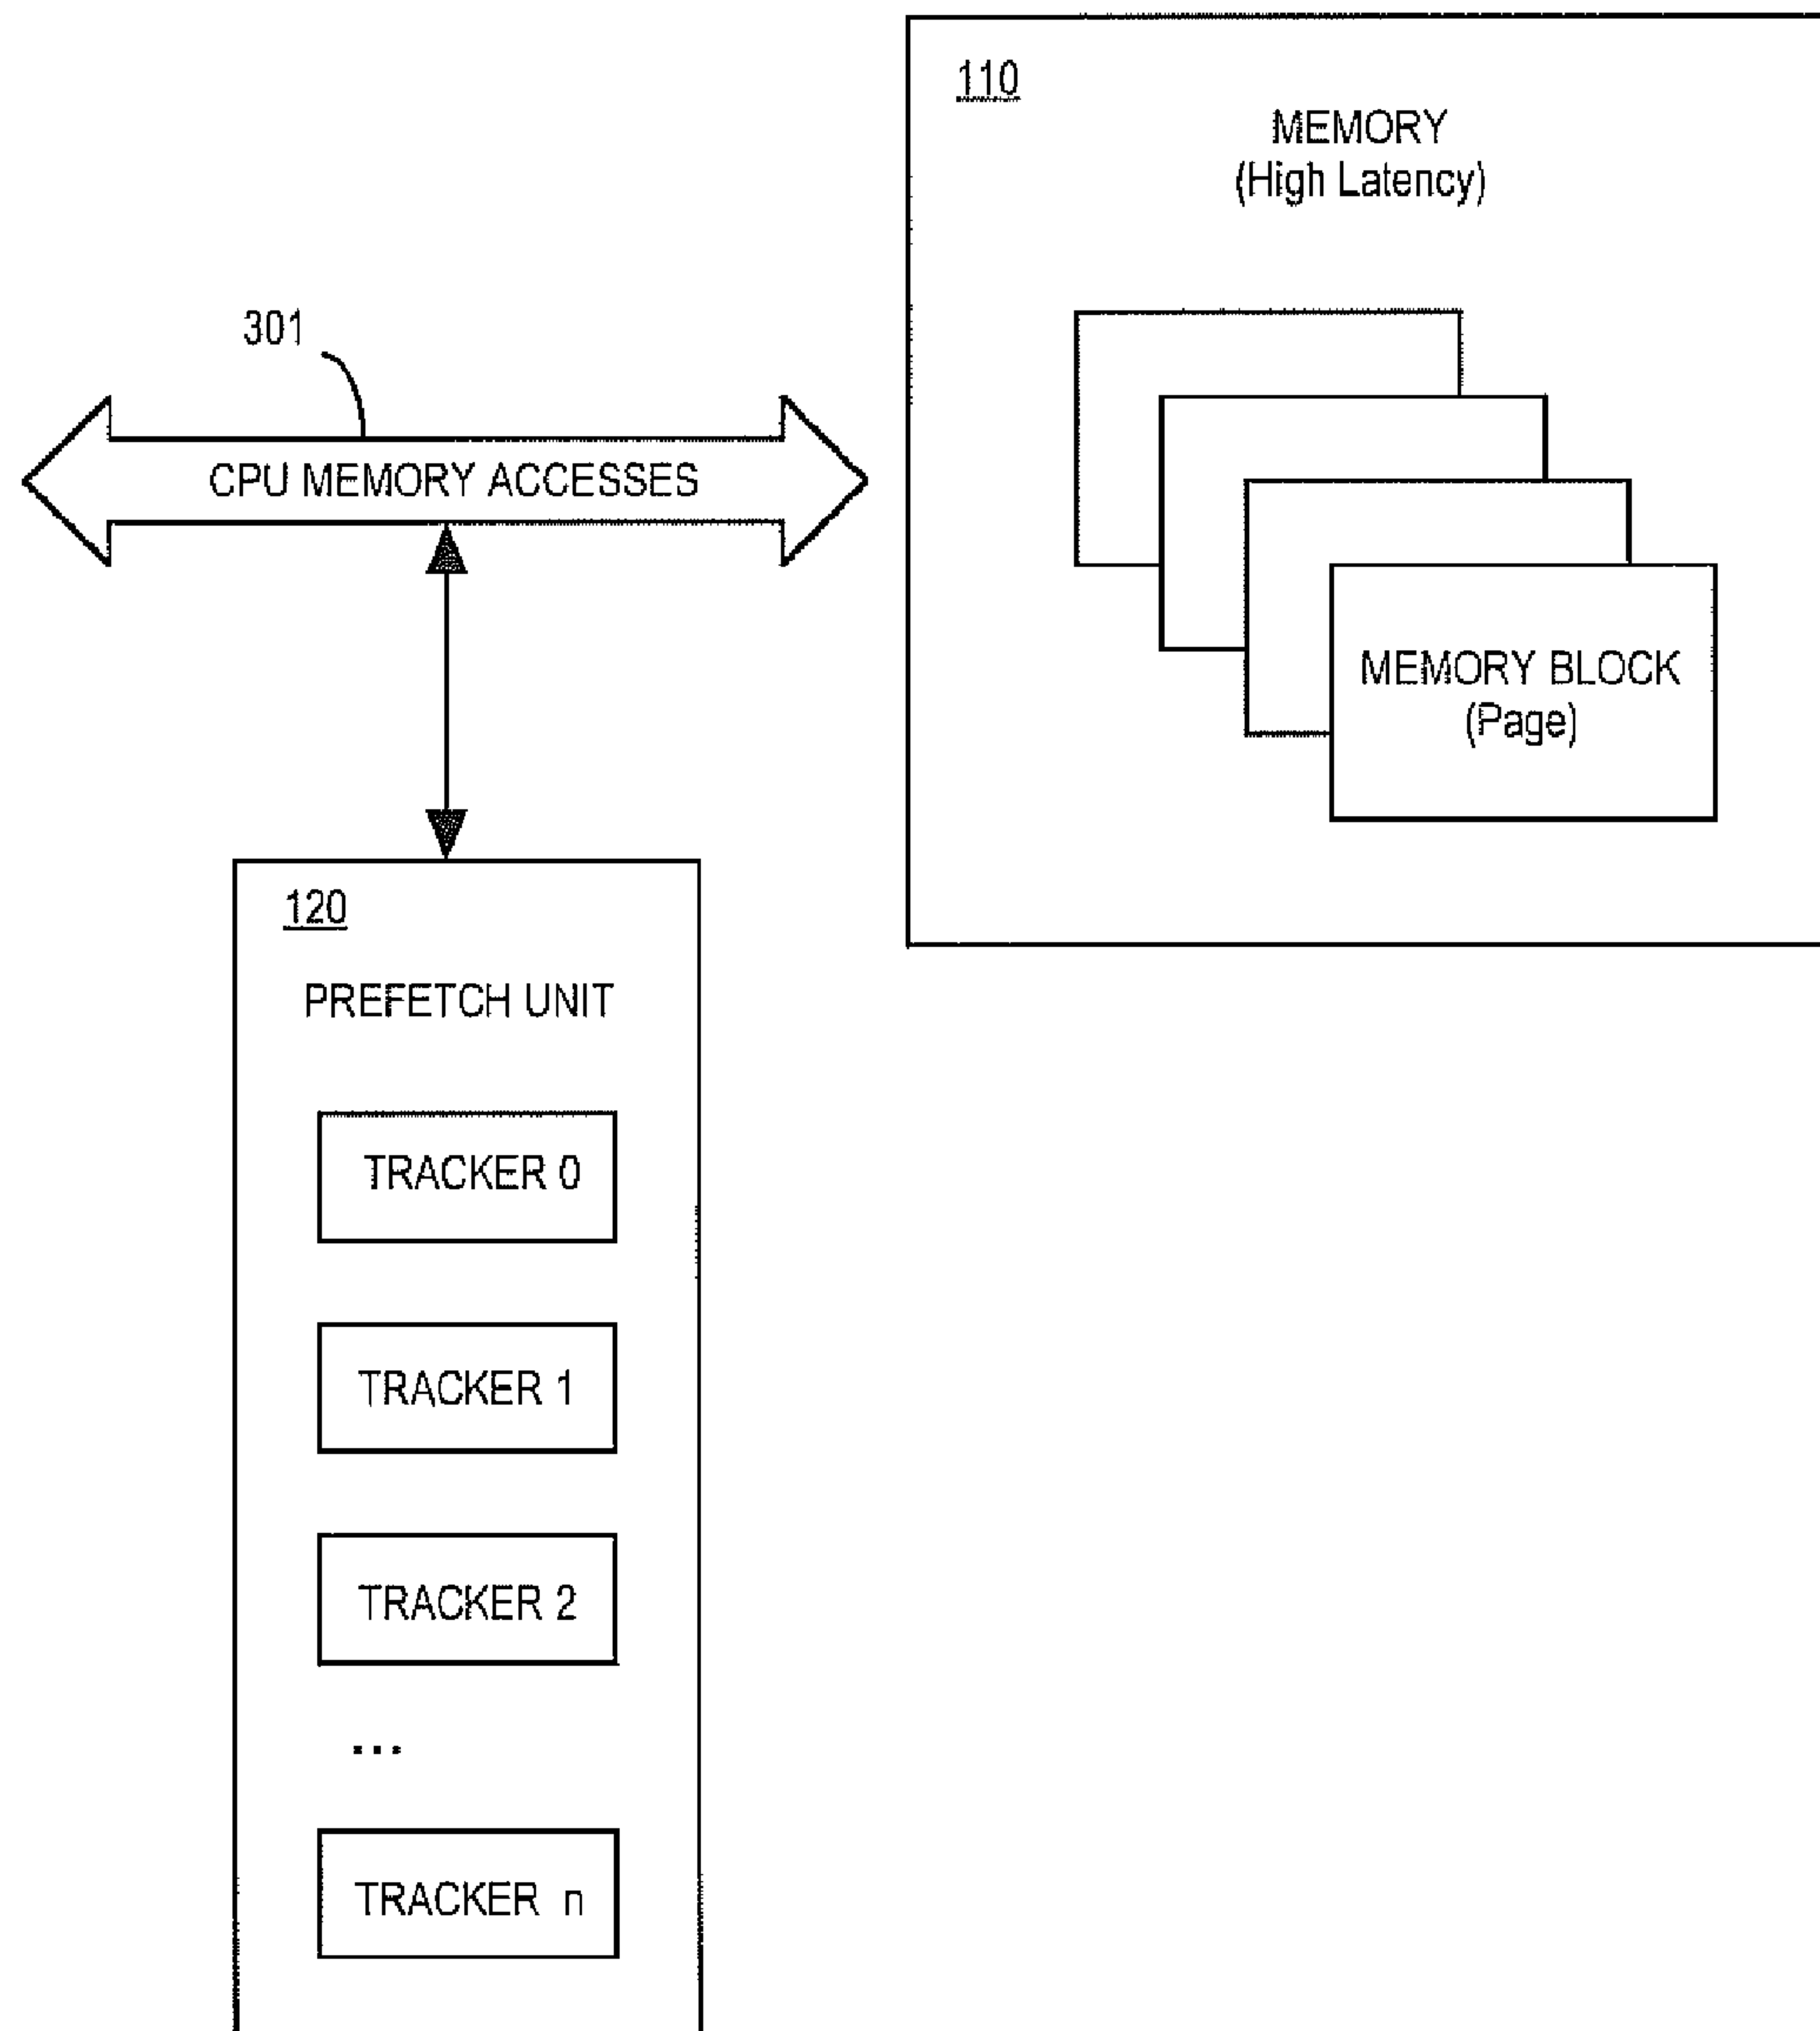 110
MEMORY
(High Latency)
301
CPU MEMORY ACCESSES
MEMORY BLOCK
(Page)
120
PREFETCH UNIT
TRACKER 0
TRACKER 1
TRACKER 2
...
TRACKER n